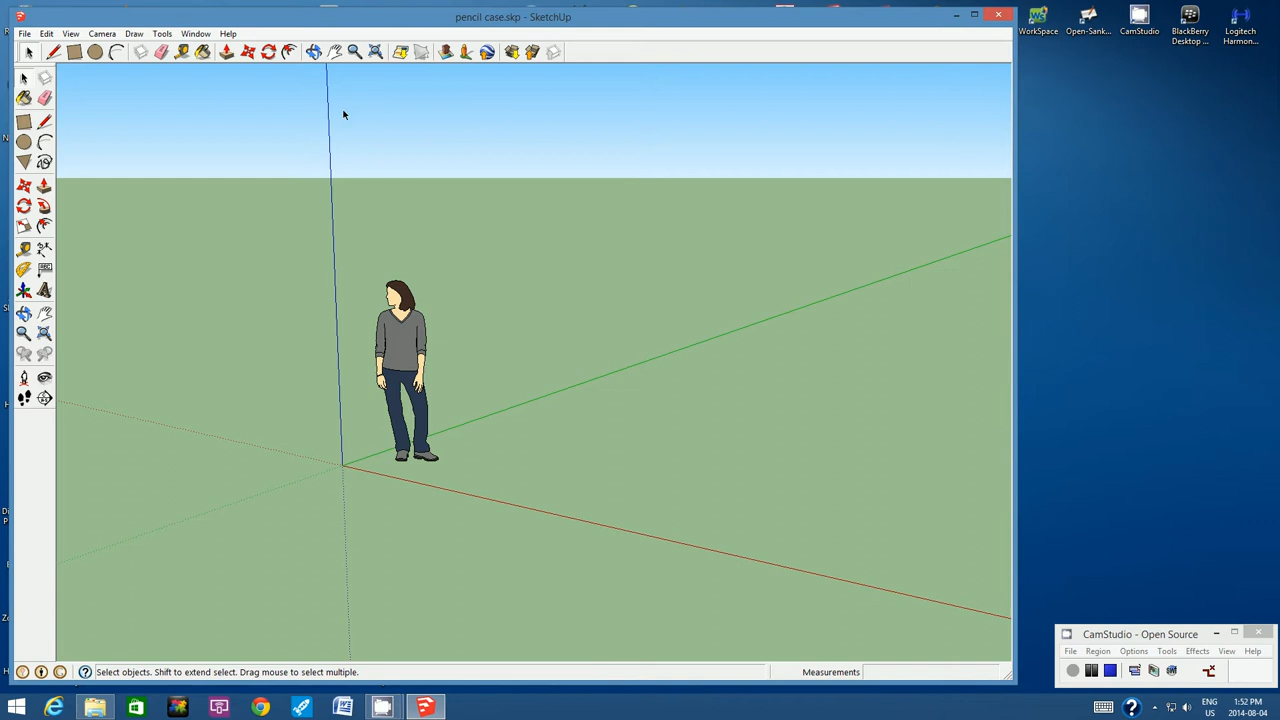 pencil case.skp - SketchUp
File Edit View Camera Draw Tools Window Help
WorkSpace
Open-Sank...
CamStudio
BlackBerry Desktop ...
Logitech Harmon...
Select objects. Shift to extend select. Drag mouse to select multiple.
Measurements
CamStudio - Open Source
File Region Options Tools Effects View Help
ENG
US
1:52 PM
2014-08-04